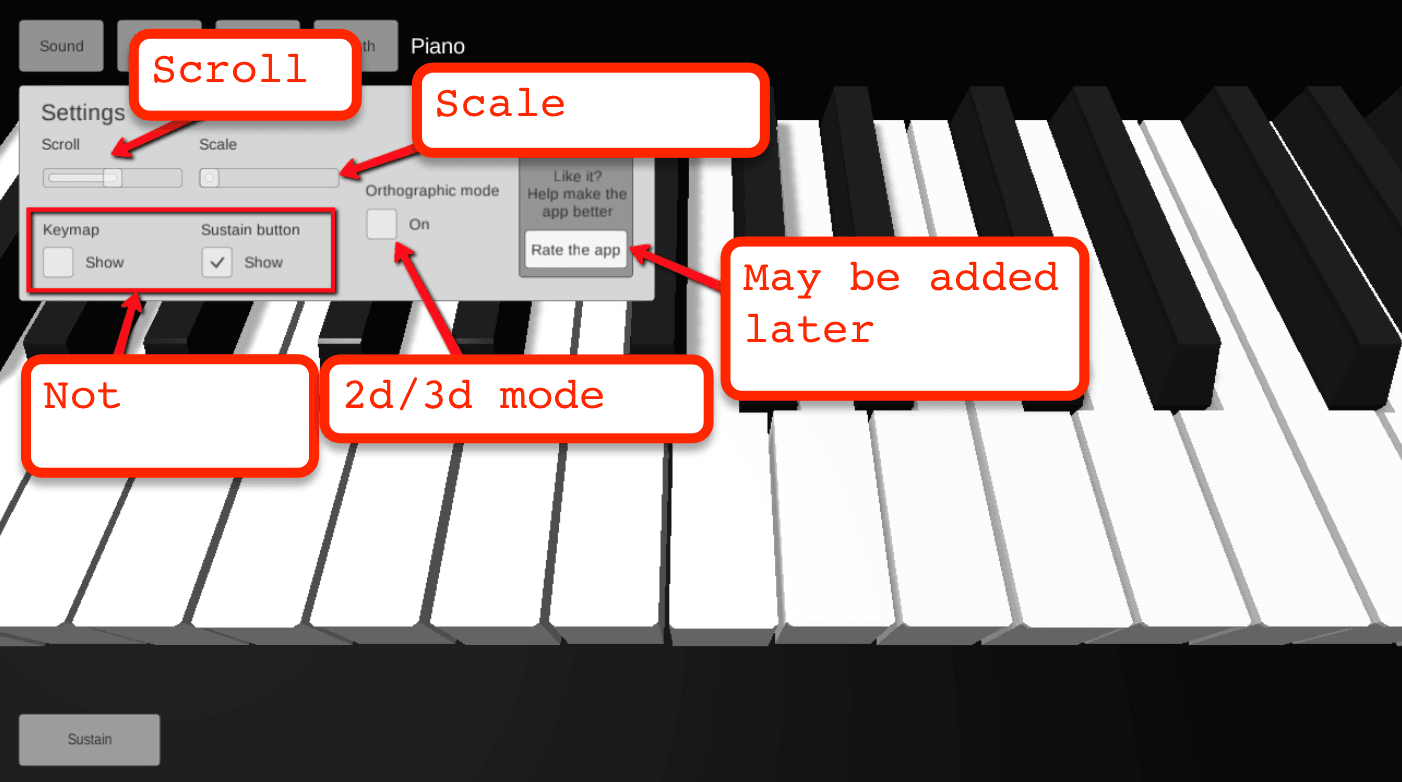 Sound
th
Piano
Scroll
Scale
Settings
Scroll
Scale
Orthographic mode
On
Like it?
Help make the
app better
Rate the app
Keymap
Sustain button
Show
Show
May be added
later
Not
2d/3d mode
Sustain